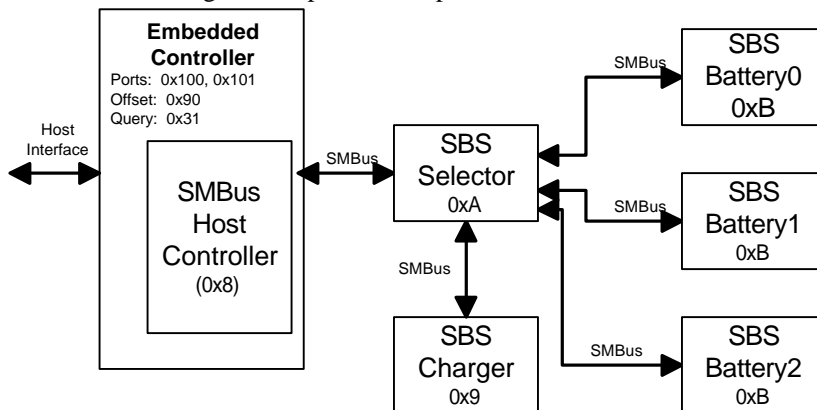 Embedded
Controller
Ports: 0x100, 0x101
Offset: 0x90
Query: 0x31
Host
Interface
SMBus
Host
Controller
(0x8)
SMBus
SBS
Selector
0xA
SMBus
SBS
Charger
0x9
SMBus
SBS
Battery0
0xB
SMBus
SBS
Battery1
0xB
SMBus
SBS
Battery2
0xB